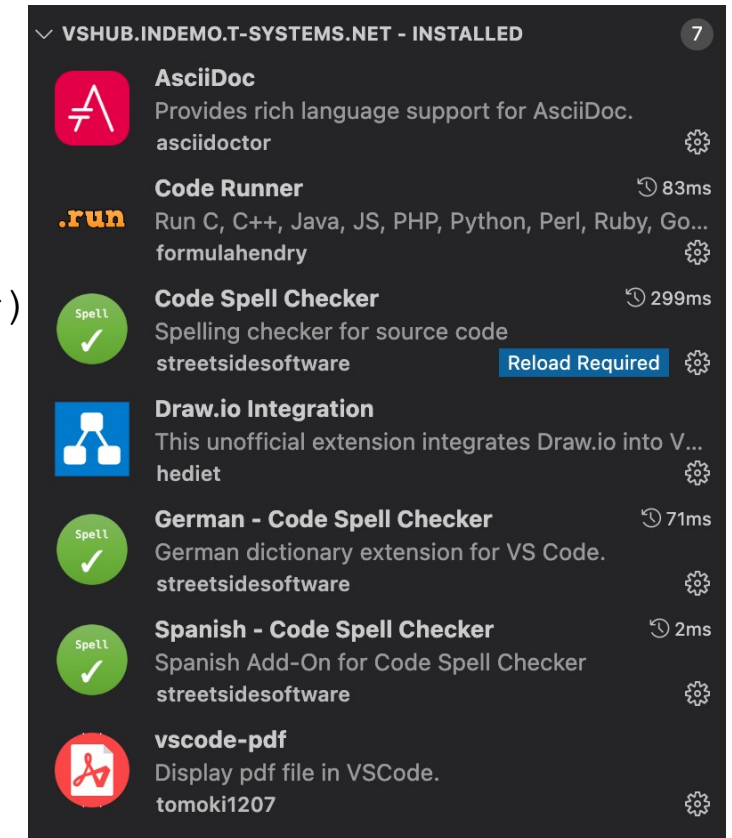 VSHUB.INDEMO.T-SYSTEMS.NET - INSTALLED 7
AsciiDoc
Provides rich language support for AsciiDoc.
asciidoctor
Code Runner 83ms
.run
Run C, C++, Java, JS, PHP, Python, Perl, Ruby, Go...
formulahendry
)
Code Spell Checker 299ms
Spell
Spelling checker for source code
streetsidesoftware Reload Required
Draw.io Integration
This unofficial extension integrates Draw.io into V...
hediet
German - Code Spell Checker 71ms
Spell
German dictionary extension for VS Code.
streetsidesoftware
Spanish - Code Spell Checker 2ms
Spell
Spanish Add-On for Code Spell Checker
streetsidesoftware
vscode-pdf
Display pdf file in VSCode.
tomoki1207